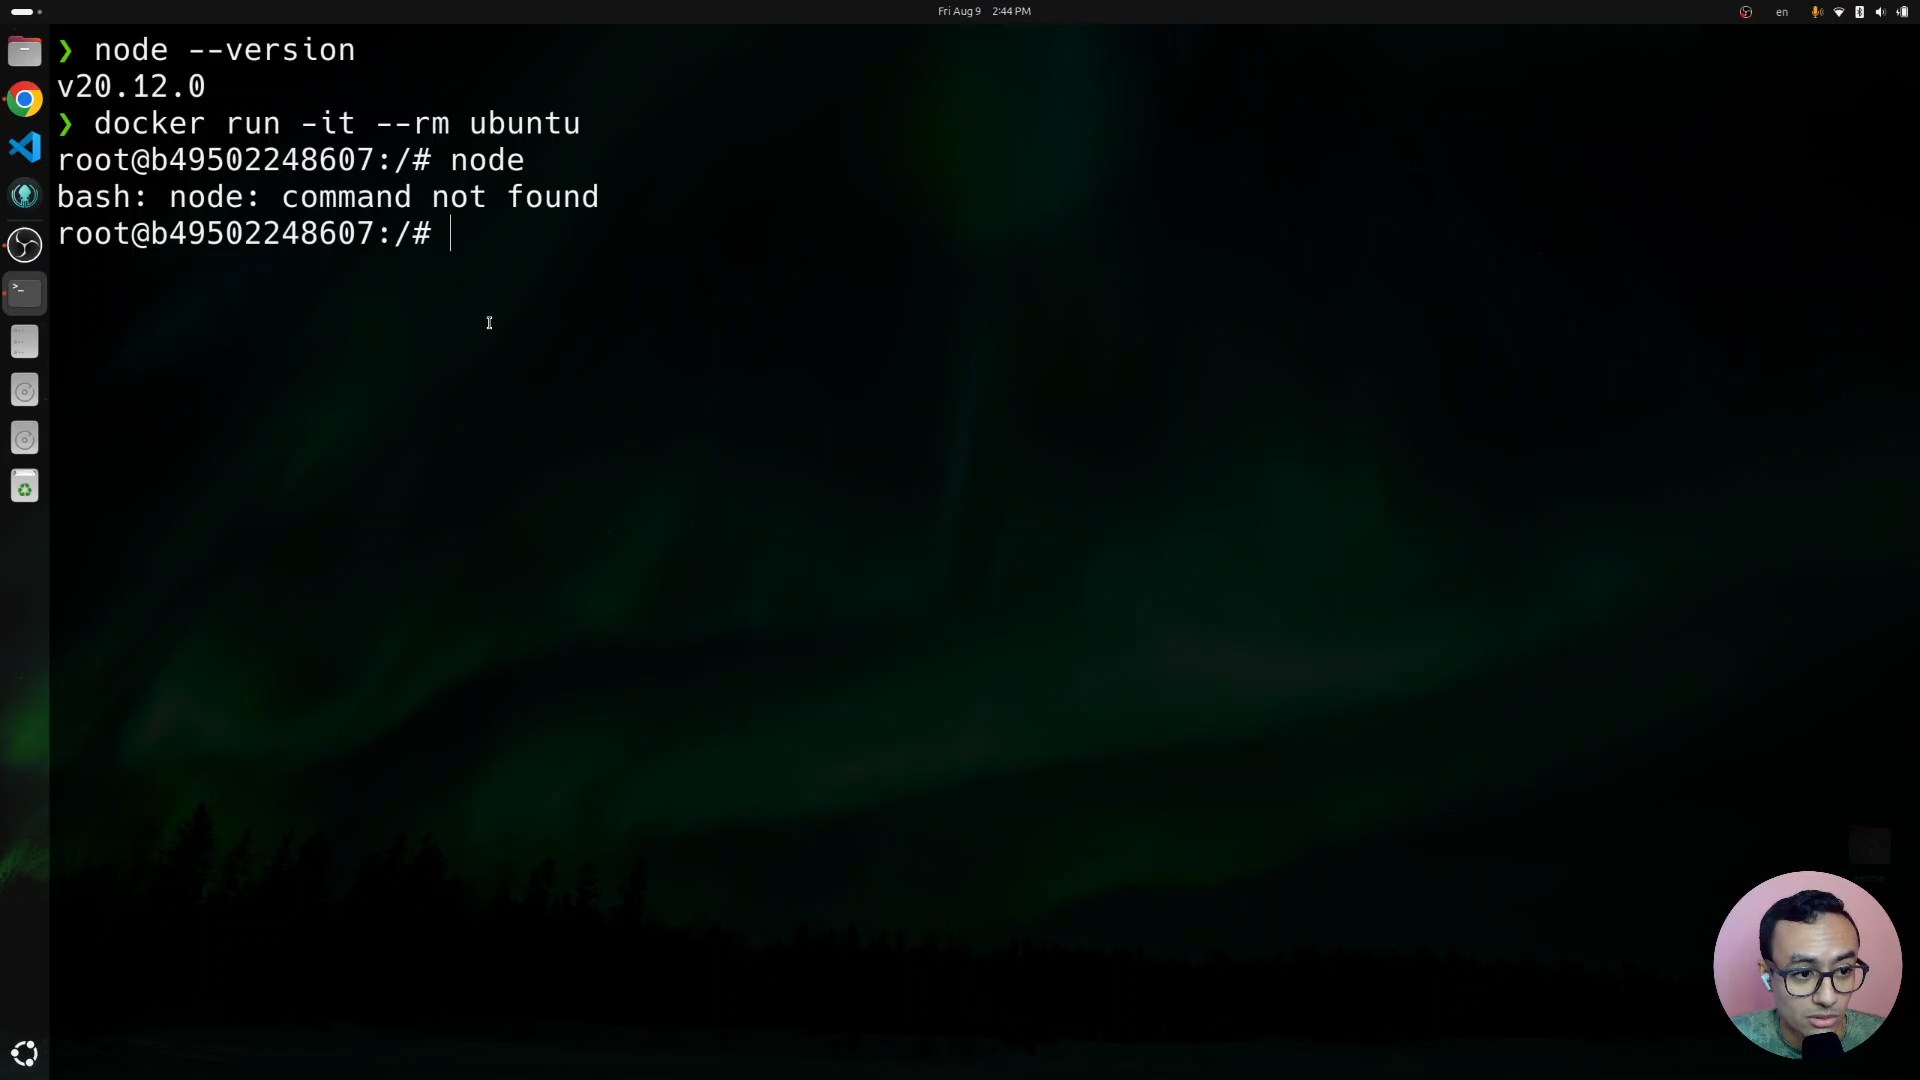 Fri Aug 9 2:44 PM
en
❯ node --version
v20.12.0
❯ docker run -it --rm ubuntu
root@b49502248607:/# node
bash: node: command not found
root@b49502248607:/#